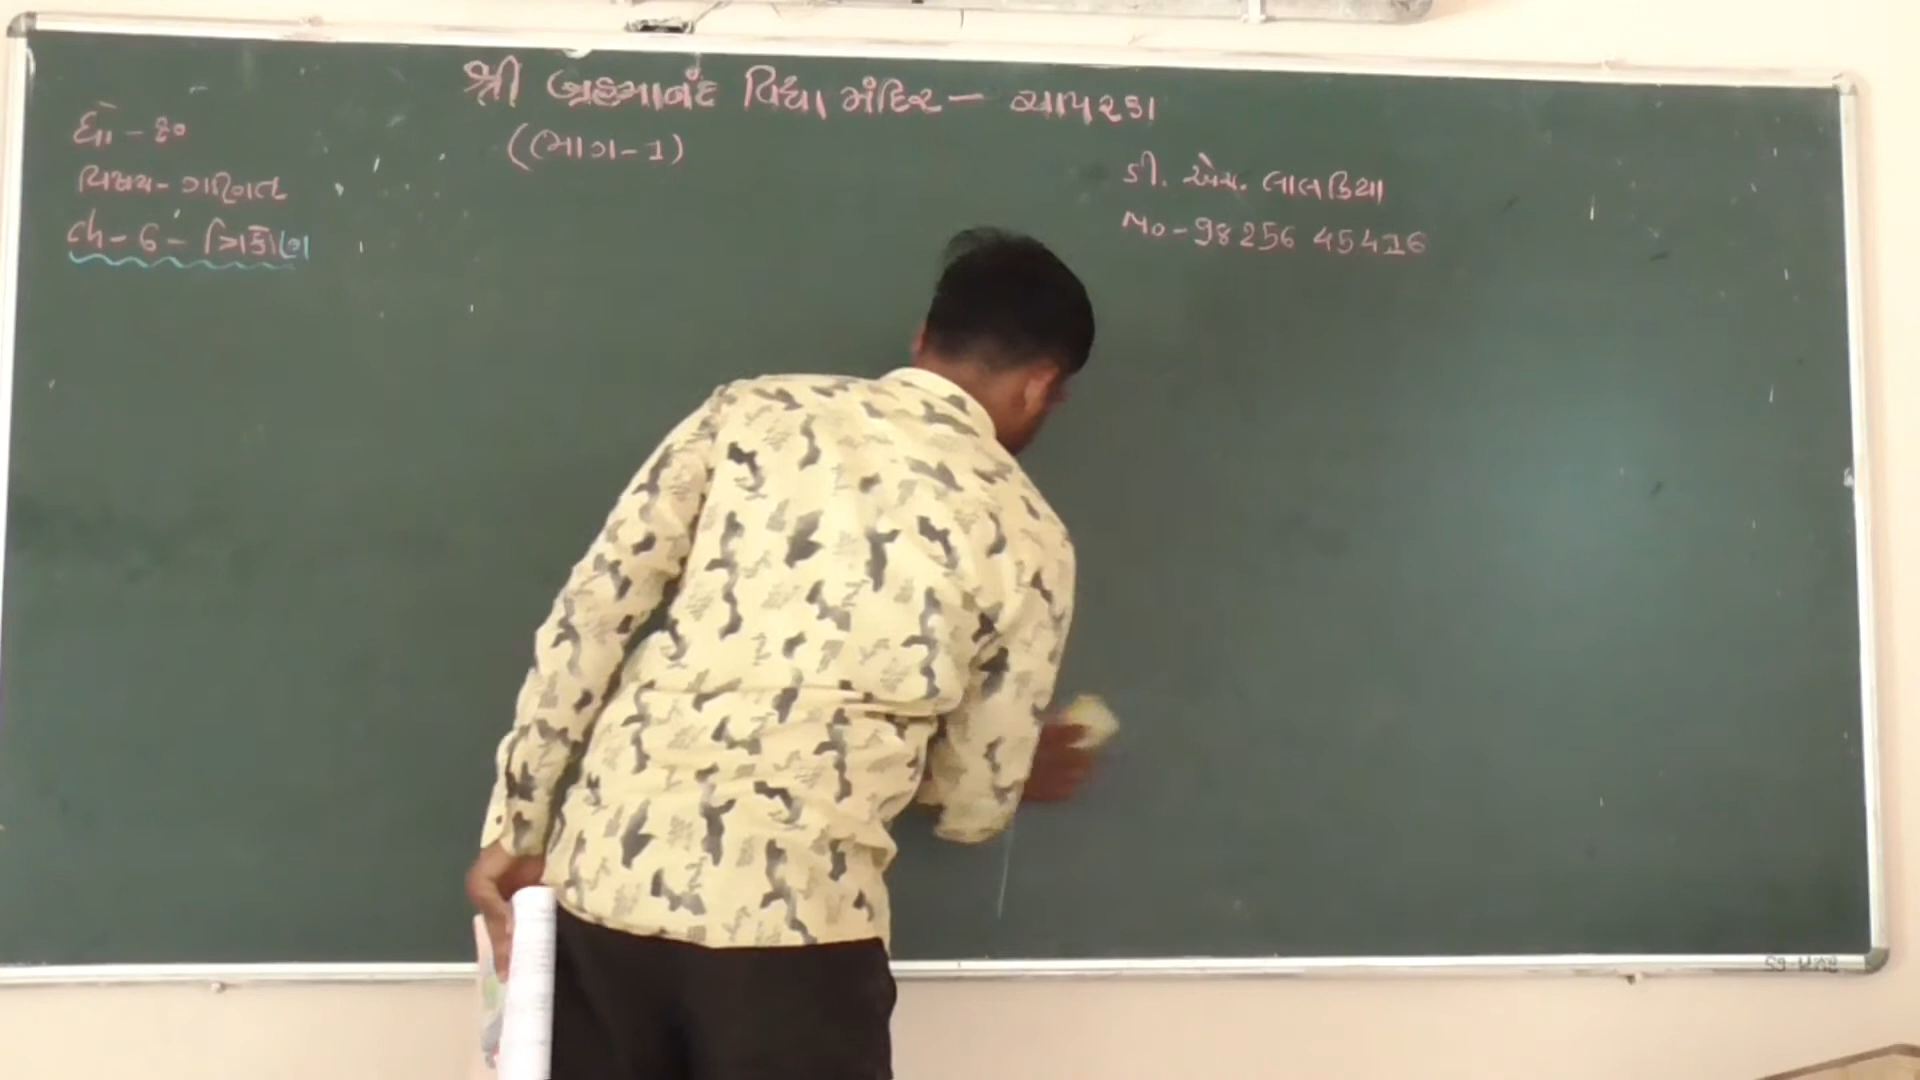 શ્રી બ્રહ્માનંદ વિદ્યા મંદિર - ચાપરડા
(ભાગ-1)
ધો - ૧૦
વિષય - ગણિત
ch - 6 - ત્રિકોણ
ડી. એચ. લાલકિયા
Mo - 98256 45416